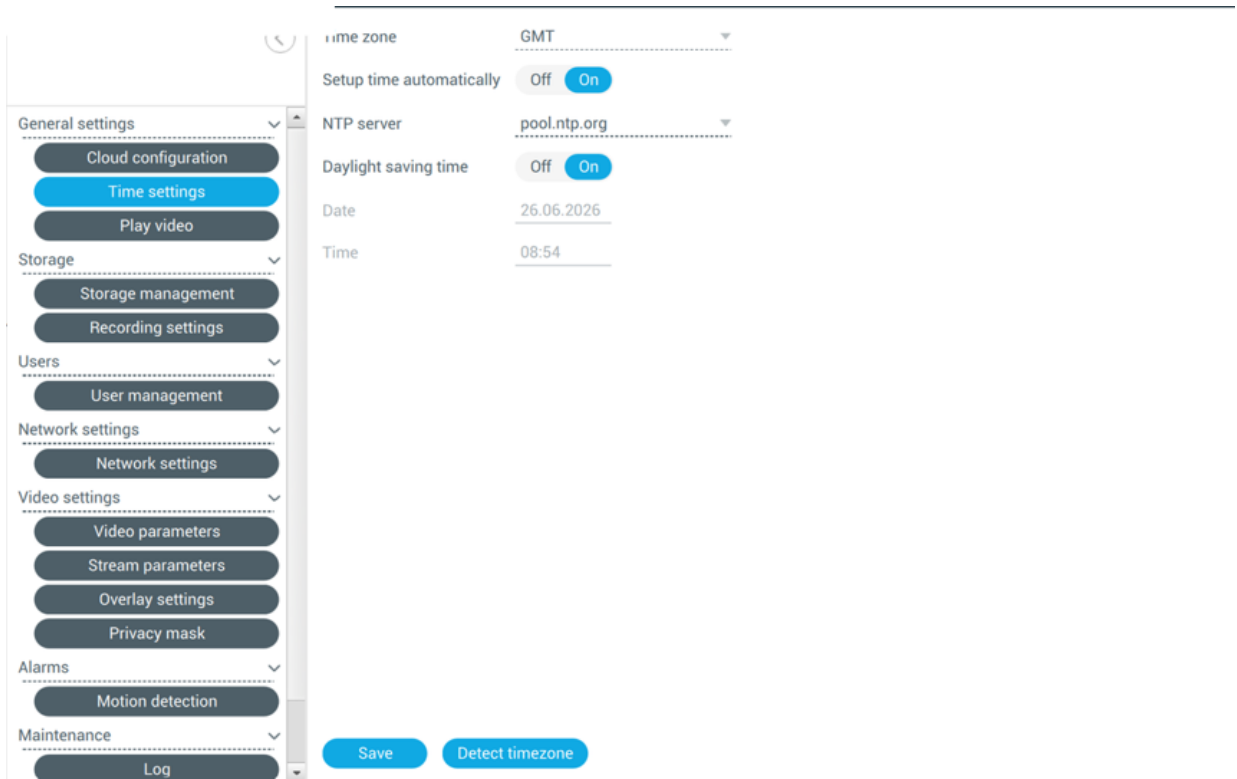 Time zone GMT
Setup time automatically Off On
General settings
NTP server pool.ntp.org
Cloud configuration
Daylight saving time Off On
Time settings
Date 26.06.2026
Play video
Storage
Time 08:54
Storage management
Recording settings
Users
User management
Network settings
Network settings
Video settings
Video parameters
Stream parameters
Overlay settings
Privacy mask
Alarms
Motion detection
Maintenance
Log
Save Detect timezone